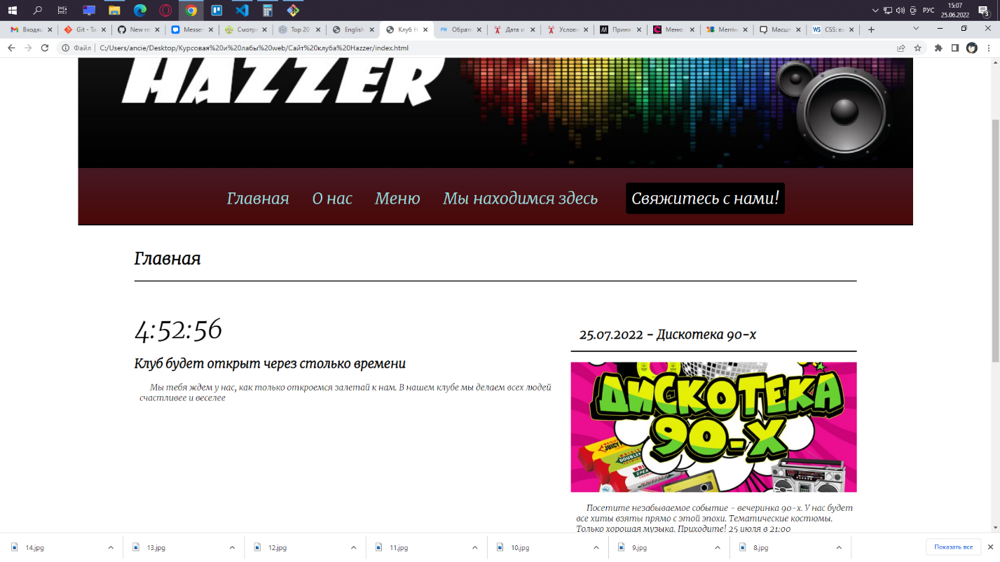 15:07
РУС
25.06.2022
3
Входящ
Git - Ta
New re
Messer
Смотре
Top 20
English
Клуб H
Обратн
Дата и
Услови
Приня
Меню
Merriw
Масшт
CSS: вы
Файл
C:/Users/ancie/Desktop/Курсовая%20и%20лабы%20web/Сайт%20клуба%20Hazzer/index.html
HAZZER
Главная
О нас
Меню
Мы находимся здесь
Свяжитесь с нами!
Главная
4:52:56
Клуб будет открыт через столько времени
Мы тебя ждем у нас, как только откроемся залетай к нам. В нашем клубе мы делаем всех людей
счастливее и веселее
25.07.2022 - Дискотека 90-х
ДИСКОТЕКА
90-Х
Посетите незабываемое событие - вечеринка 90-х. У нас будет
все хиты взяты прямо с этой эпохи. Тематические костюмы.
Только хорошая музыка. Приходите! 25 июля в 21:00
14.jpg
13.jpg
12.jpg
11.jpg
10.jpg
9.jpg
8.jpg
Показать все